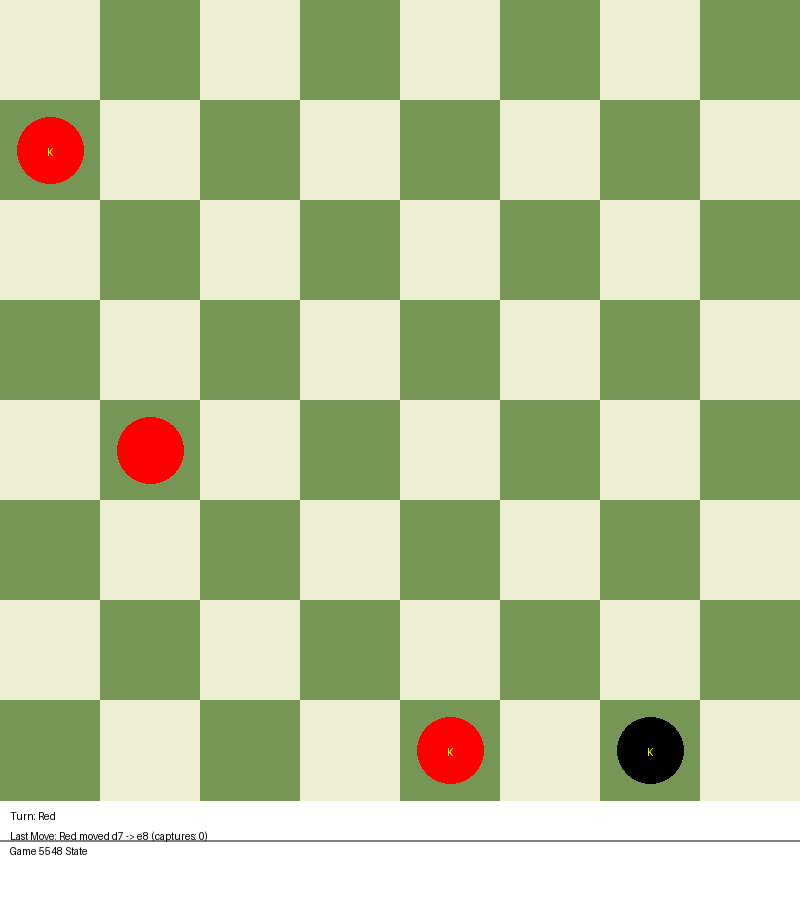 K
K
K K
Turn: Red
Last Move: Red moved d7 -> e8 (captures: 0)
Game 5548 State